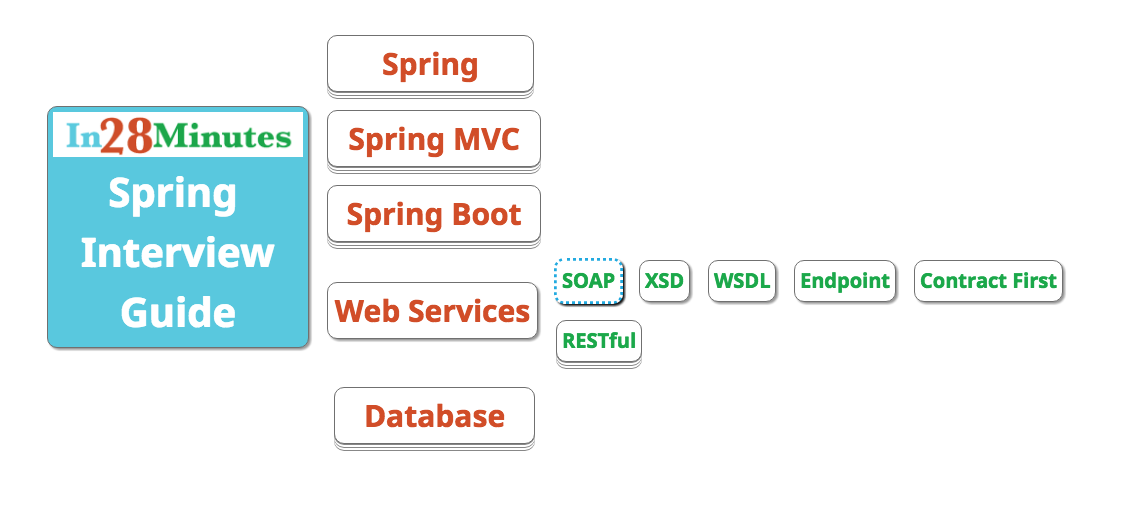 In28Minutes
Spring
Interview
Guide
Spring
Spring MVC
Spring Boot
Web Services
SOAP XSD WSDL Endpoint Contract First
RESTful
Database